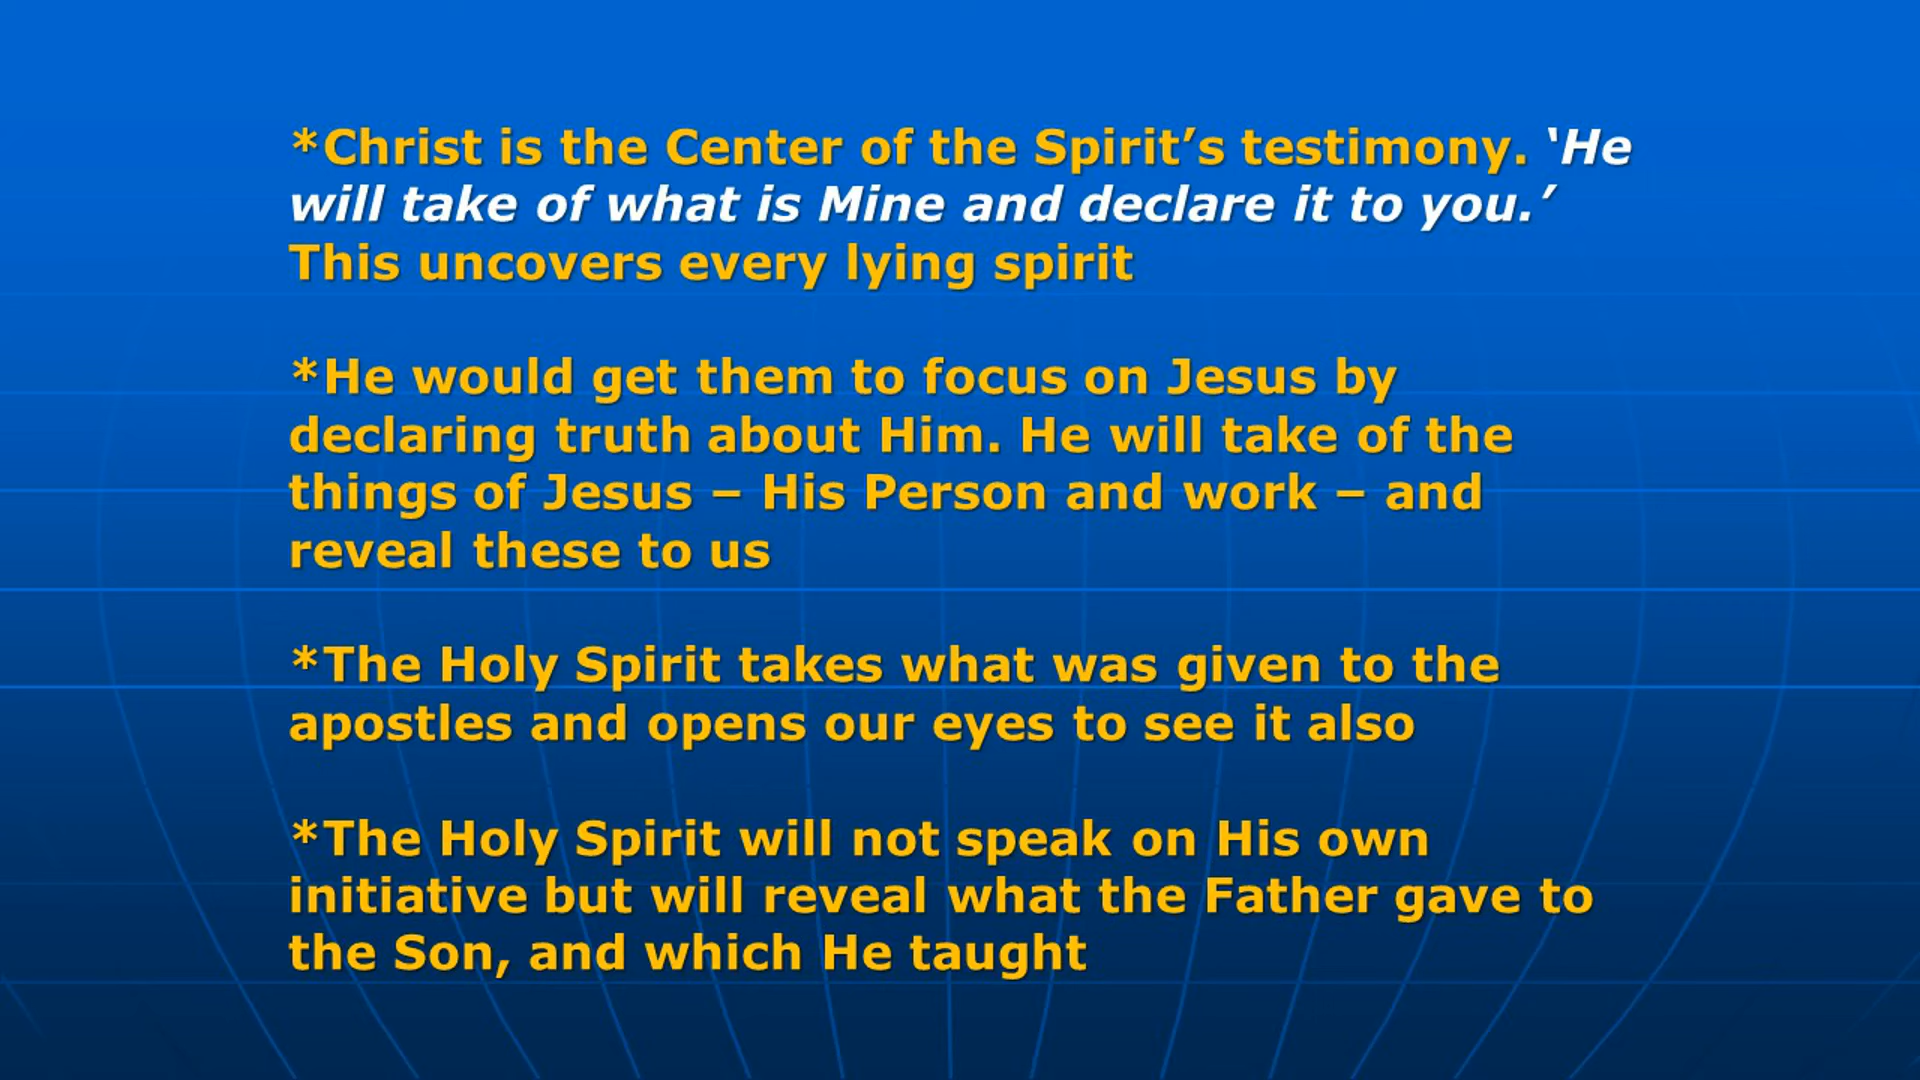 *Christ is the Center of the Spirit’s testimony. ‘He
will take of what is Mine and declare it to you.’
This uncovers every lying spirit
*He would get them to focus on Jesus by
declaring truth about Him. He will take of the
things of Jesus – His Person and work – and
reveal these to us
*The Holy Spirit takes what was given to the
apostles and opens our eyes to see it also
*The Holy Spirit will not speak on His own
initiative but will reveal what the Father gave to
the Son, and which He taught